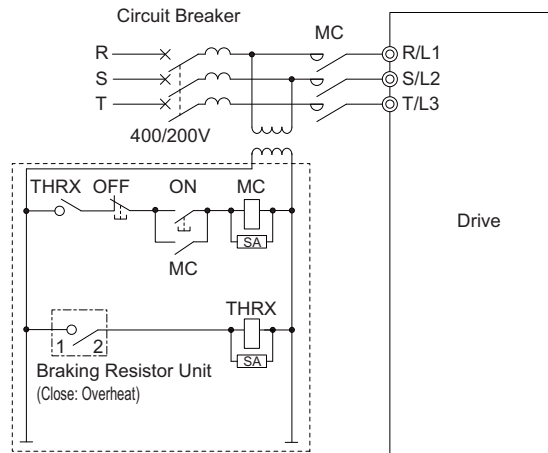 Circuit Breaker
MC
R
R/L1
S
S/L2
T
T/L3
400/200V
THRX OFF ON MC
SA
MC
Drive
THRX
1 2
SA
Braking Resistor Unit
(Close: Overheat)